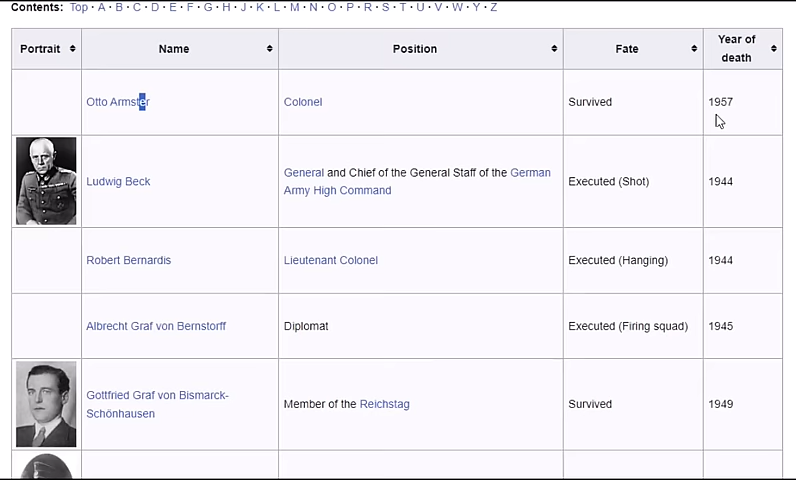 Contents: Top · A · B · C · D · E · F · G · H · J · K · L · M · N · O · P · R · S · T · U · V · W · Y · Z
Portrait Name Position Fate Year of
death
Otto Armster Colonel Survived 1957
Ludwig Beck General and Chief of the General Staff of the German
Army High Command Executed (Shot) 1944
Robert Bernardis Lieutenant Colonel Executed (Hanging) 1944
Albrecht Graf von Bernstorff Diplomat Executed (Firing squad) 1945
Gottfried Graf von Bismarck-
Schönhausen Member of the Reichstag Survived 1949